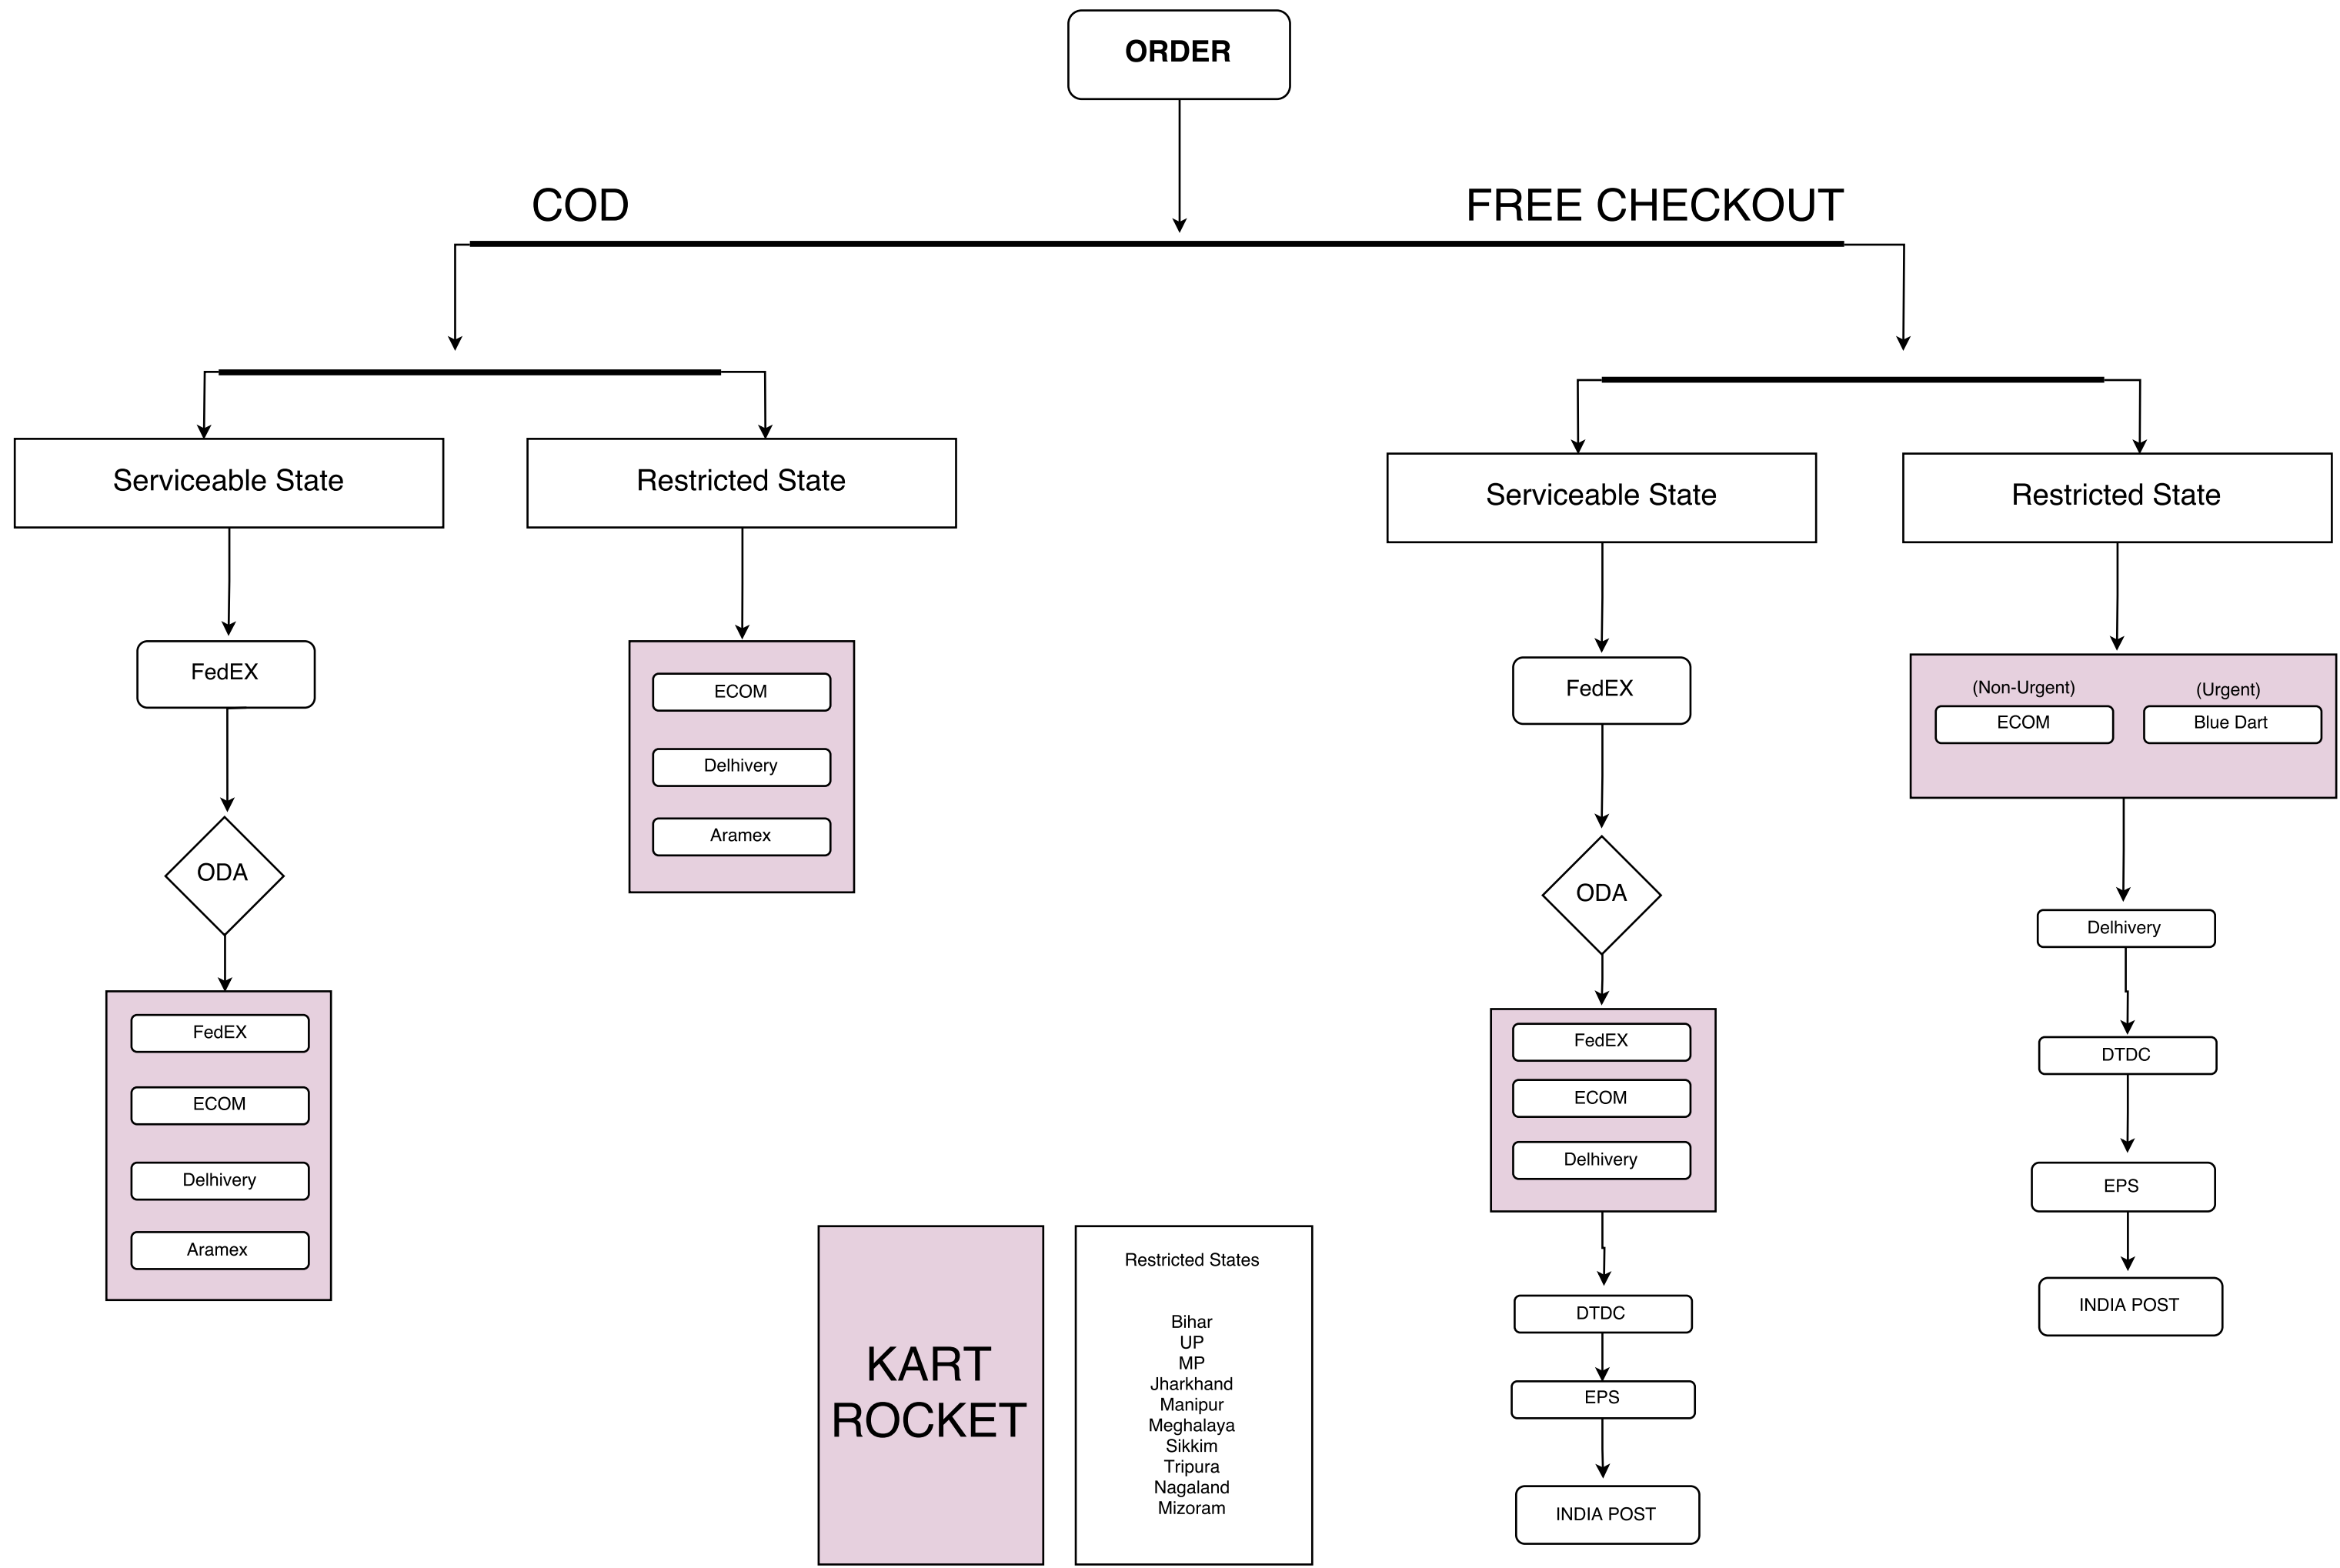 ORDER
COD
FREE CHECKOUT
Serviceable State
Restricted State
Serviceable State
Restricted State
FedEX
ODA
FedEX
ECOM
Delhivery
Aramex
ECOM
Delhivery
Aramex
FedEX
ODA
FedEX
ECOM
Delhivery
DTDC
EPS
INDIA POST
(Non-Urgent)
ECOM
(Urgent)
Blue Dart
Delhivery
DTDC
EPS
INDIA POST
KART
ROCKET
Restricted States
Bihar
UP
MP
Jharkhand
Manipur
Meghalaya
Sikkim
Tripura
Nagaland
Mizoram